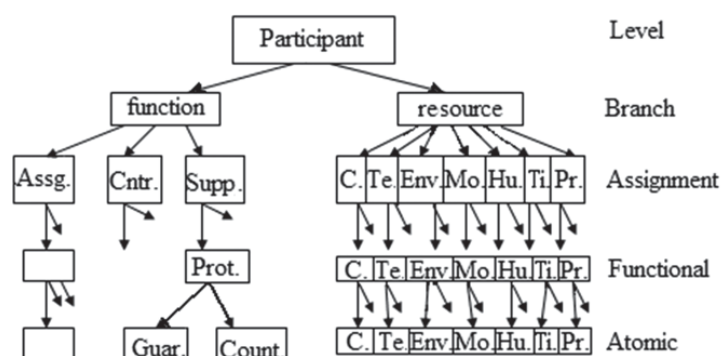 Participant Level
function resource Branch
Assg. Cntr. Supp. C. Te. Env. Mo. Hu. Ti. Pr. Assignment
Prot. C. Te. Env. Mo. Hu. Ti. Pr. Functional
Guar. Count C. Te. Env. Mo. Hu. Ti. Pr. Atomic